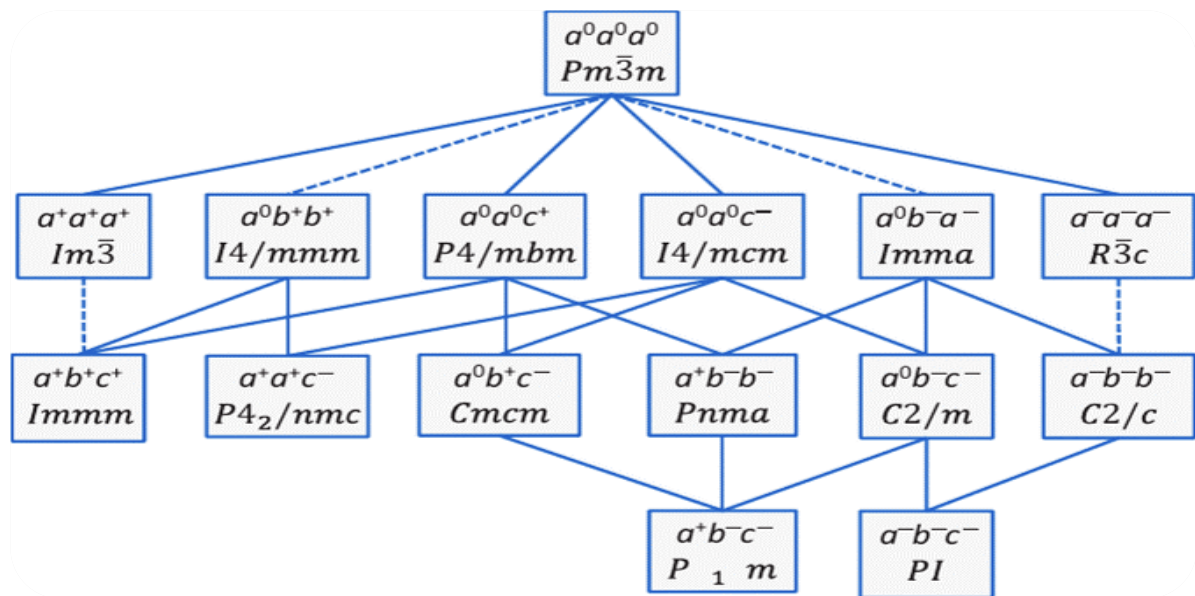 a⁰a⁰a⁰
Pm3̅m
a⁺a⁺a⁺
Im3̅
a⁰b⁺b⁺
I4/mmm
a⁰a⁰c⁺
P4/mbm
a⁰a⁰c⁻
I4/mcm
a⁰b⁻a⁻
Imma
a⁻a⁻a⁻
R3̅c
a⁺b⁺c⁺
Immm
a⁺a⁺c⁻
P4₂/nmc
a⁰b⁺c⁻
Cmcm
a⁺b⁻b⁻
Pnma
a⁰b⁻c⁻
C2/m
a⁻b⁻b⁻
C2/c
a⁺b⁻c⁻
P ₁ m
a⁻b⁻c⁻
PI